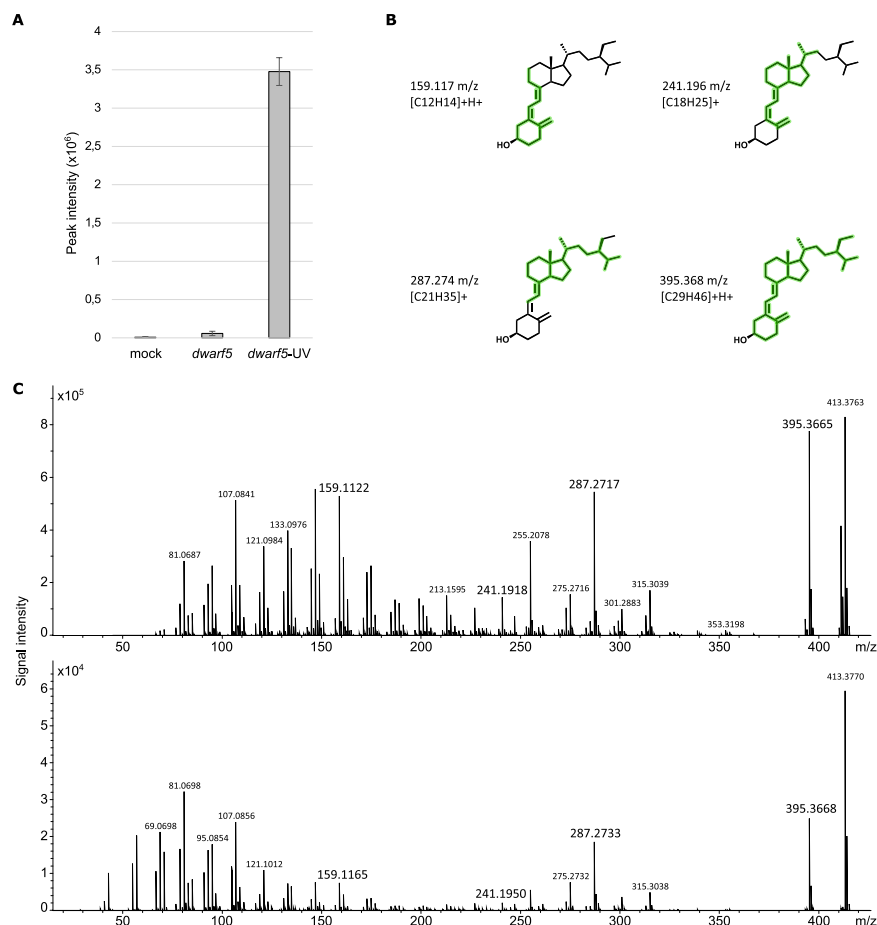 A
Peak intensity (x10⁶)
4
3,5
3
2,5
2
1,5
1
0,5
0
mock
dwarf5
dwarf5-UV
B
159.117 m/z
[C12H14]+H+
HO
241.196 m/z
[C18H25]+
HO
287.274 m/z
[C21H35]+
HO
395.368 m/z
[C29H46]+H+
HO
C
Signal intensity
x10⁵
8
6
4
2
0
81.0687
107.0841
121.0984
133.0976
159.1122
213.1595
241.1918
255.2078
275.2716
287.2717
301.2883
315.3039
353.3198
395.3665
413.3763
50
100
150
200
250
300
350
400
m/z
x10⁴
6
5
4
3
2
1
0
69.0698
81.0698
95.0854
107.0856
121.1012
159.1165
241.1950
275.2732
287.2733
315.3038
395.3668
413.3770
50
100
150
200
250
300
350
400
m/z